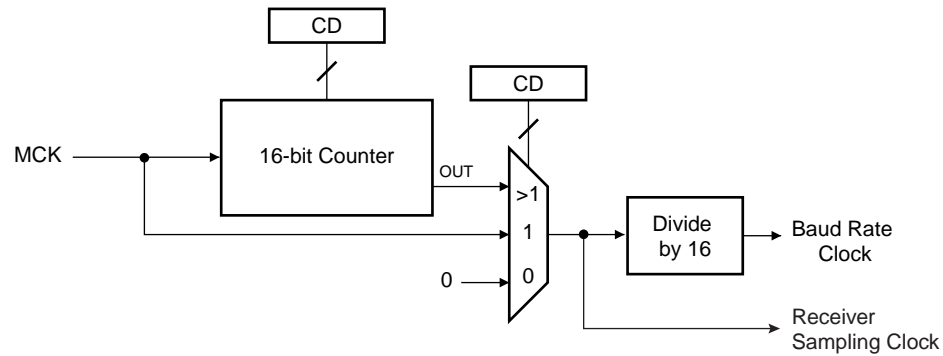 CD
CD
MCK
16-bit Counter
OUT
>1
1
0
0
Divide
by 16
Baud Rate
Clock
Receiver
Sampling Clock